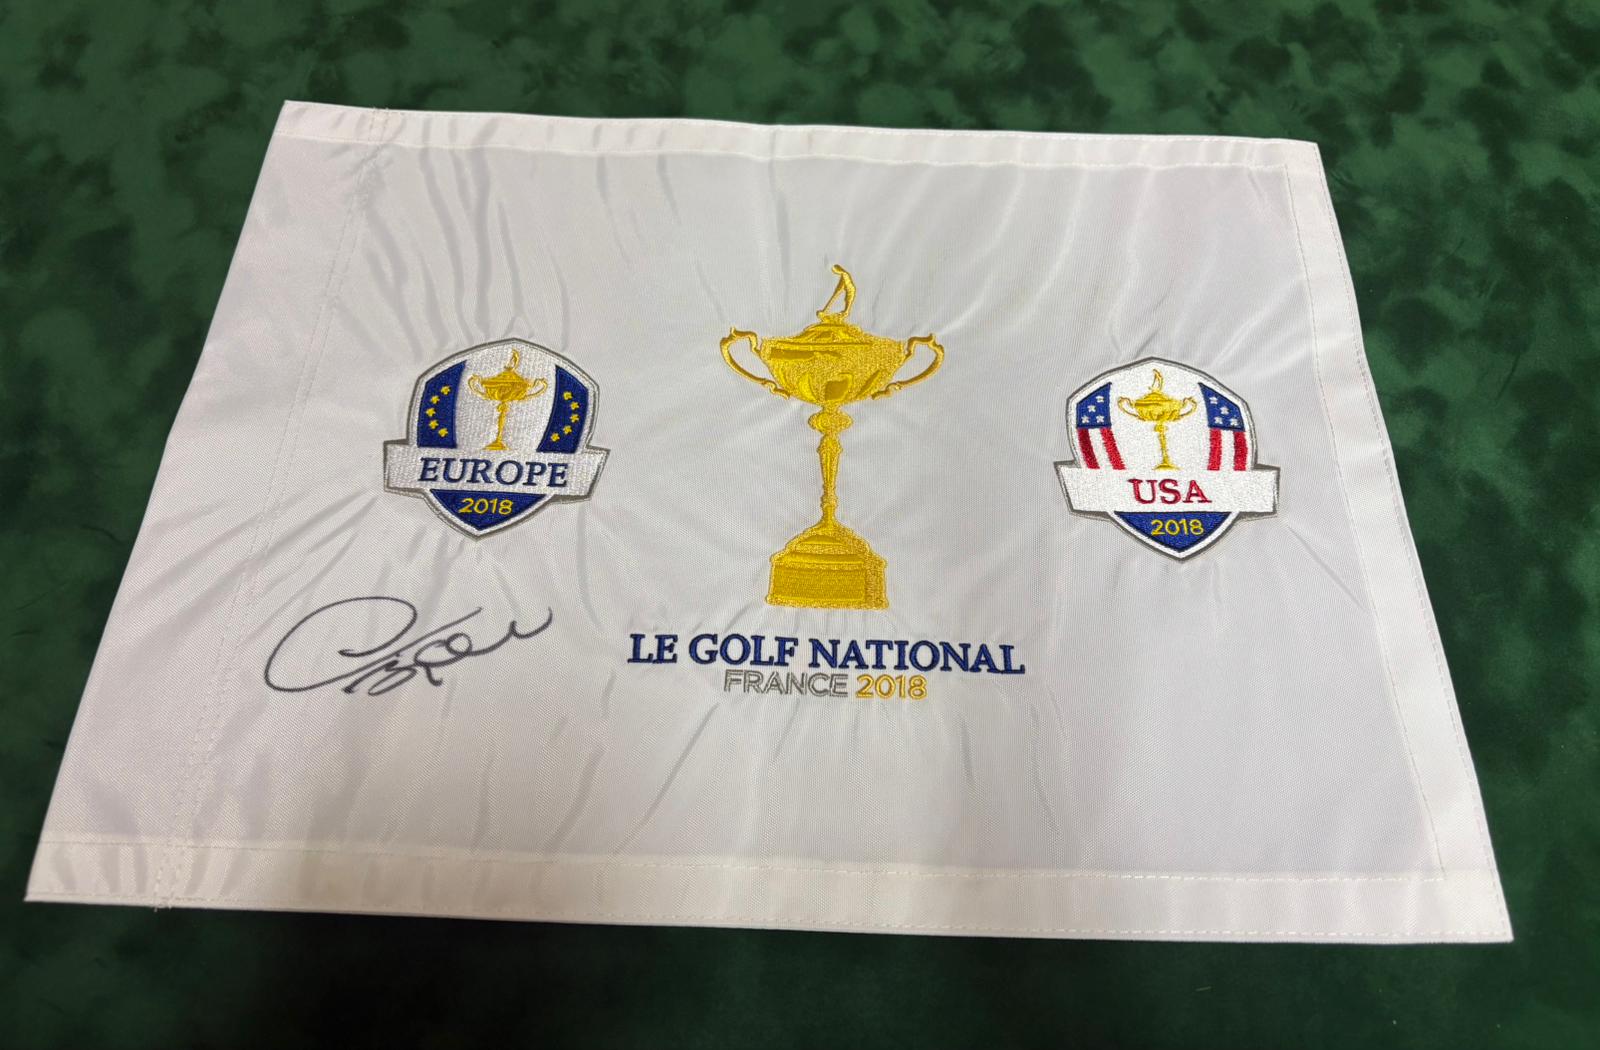 EUROPE
2018
USA
2018
LE GOLF NATIONAL
FRANCE 2018